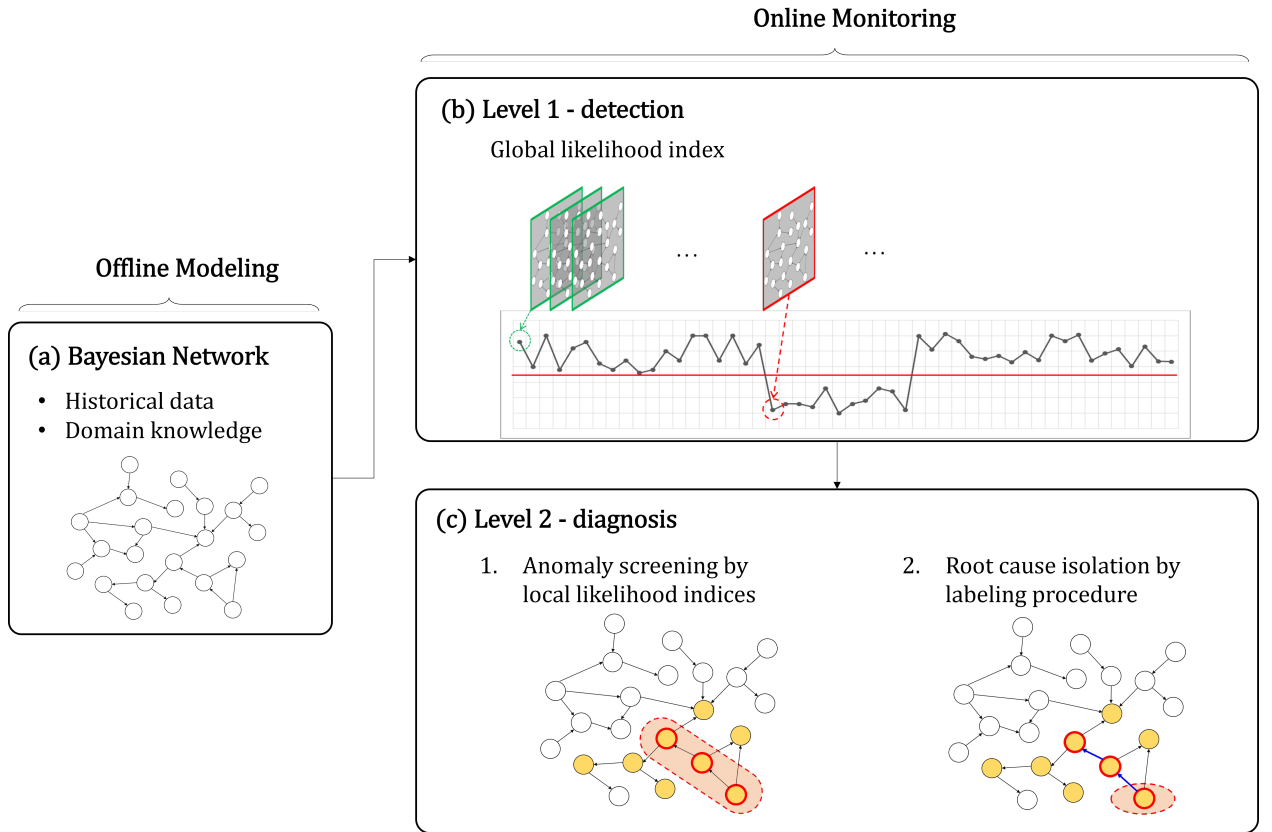 Online Monitoring
(b) Level 1 - detection
Global likelihood index
...
...
Offline Modeling
(a) Bayesian Network
• Historical data
• Domain knowledge
(c) Level 2 - diagnosis
1. Anomaly screening by
local likelihood indices
2. Root cause isolation by
labeling procedure